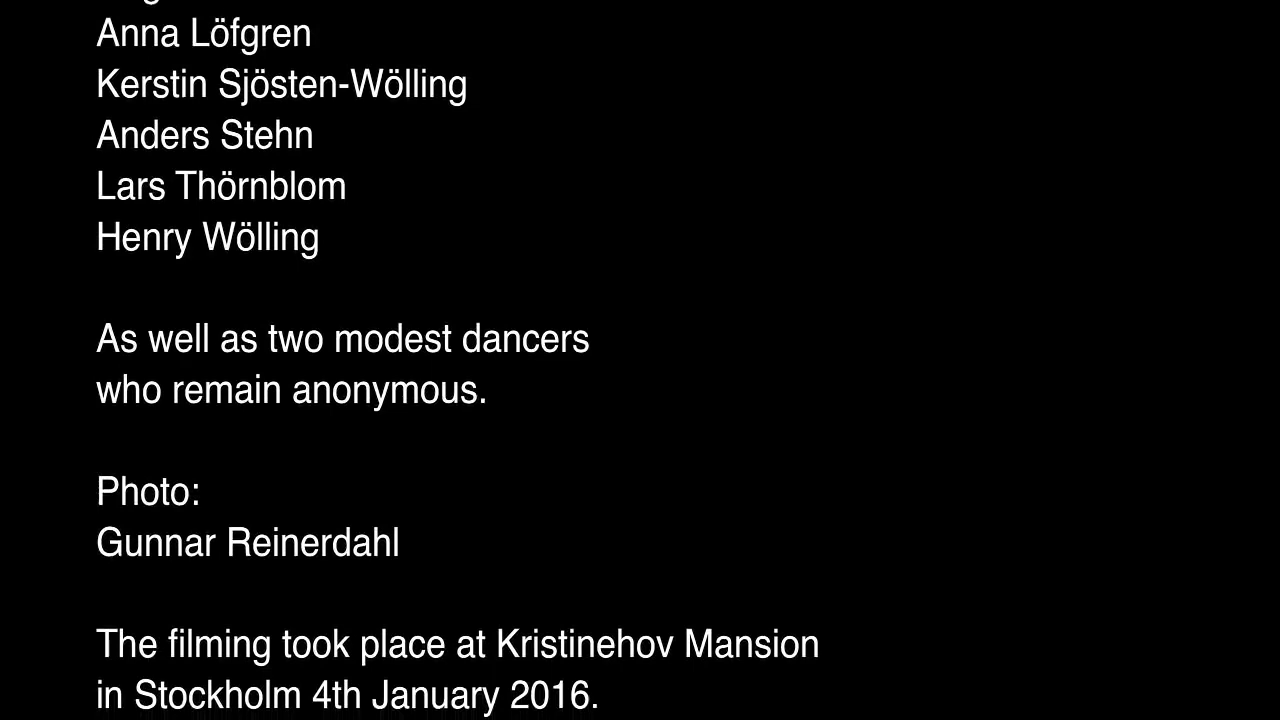 Anna Löfgren
Kerstin Sjösten-Wölling
Anders Stehn
Lars Thörnblom
Henry Wölling
As well as two modest dancers
who remain anonymous.
Photo:
Gunnar Reinerdahl
The filming took place at Kristinehov Mansion
in Stockholm 4th January 2016.